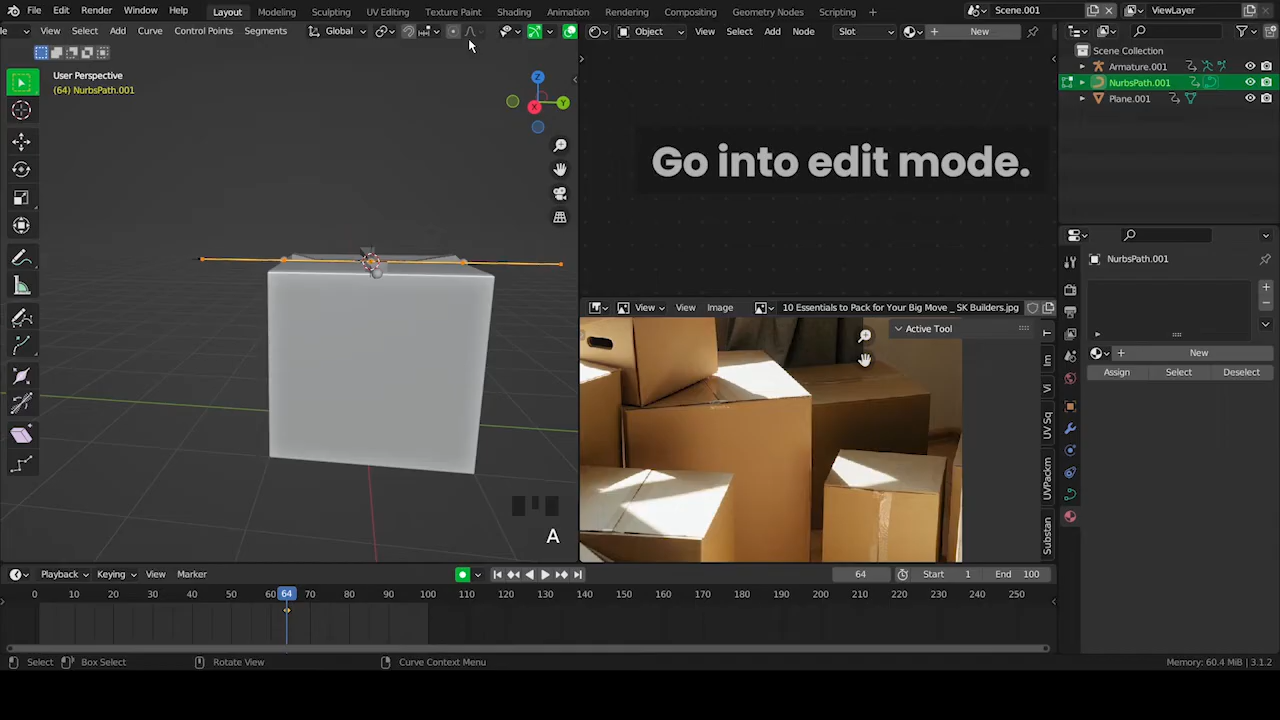 File Edit Render Window Help Layout Modeling Sculpting UV Editing Texture Paint Shading Animation Rendering Compositing Geometry Nodes Scripting Scene.001 ViewLayer
View Select Add Curve Control Points Segments Global Object View Select Add Node Slot New
User Perspective
(64) NurbsPath.001
Z
Y
X
Go into edit mode.
A
View View Image 10 Essentials to Pack for Your Big Move _ SK Builders.jpg
Active Tool
T
Im
Vi
UV Sq
UVPackm
Substan
Scene Collection
Armature.001
NurbsPath.001
Plane.001
NurbsPath.001
New
Assign Select Deselect
Playback Keying View Marker 64 Start 1 End 100
0 10 20 30 40 50 60 64 70 80 90 100 110 120 130 140 150 160 170 180 190 200 210 220 230 240 250
Select Box Select Rotate View Curve Context Menu Memory: 60.4 MiB | 3.1.2